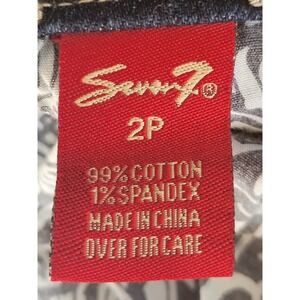 Seven7®
2P
99% COTTON
1% SPANDEX
MADE IN CHINA
OVER FOR CARE